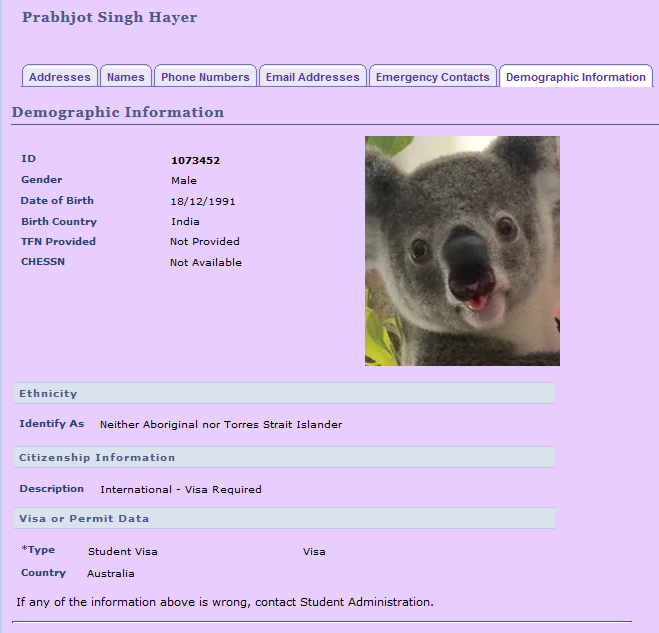 Prabhjot Singh Hayer
Addresses Names Phone Numbers Email Addresses Emergency Contacts Demographic Information
Demographic Information
ID 1073452
Gender Male
Date of Birth 18/12/1991
Birth Country India
TFN Provided Not Provided
CHESSN Not Available
Ethnicity
Identify As Neither Aboriginal nor Torres Strait Islander
Citizenship Information
Description International - Visa Required
Visa or Permit Data
*Type Student Visa Visa
Country Australia
If any of the information above is wrong, contact Student Administration.